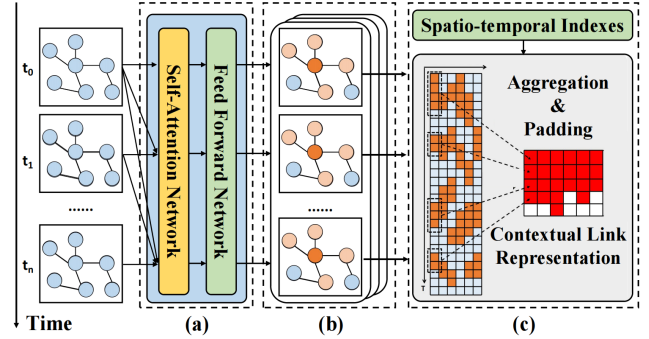 t0
t1
......
tn
Time
Self-Attention Network
Feed Forward Network
(a)
......
(b)
Spatio-temporal Indexes
Aggregation
&
Padding
Contextual Link
Representation
T
(c)